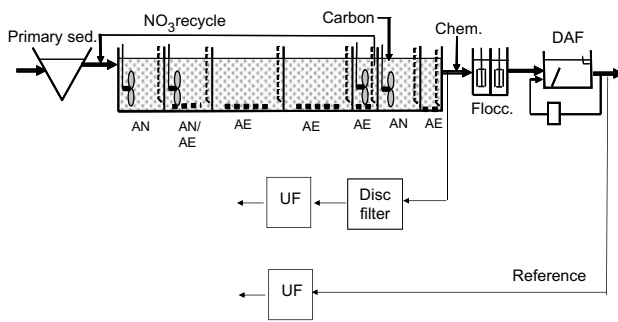 NO₃recycle
Carbon
Chem.
DAF
Primary sed.
Flocc.
AN
AN/
AE
AE
AE
AE
AN
AE
UF
Disc
filter
Reference
UF